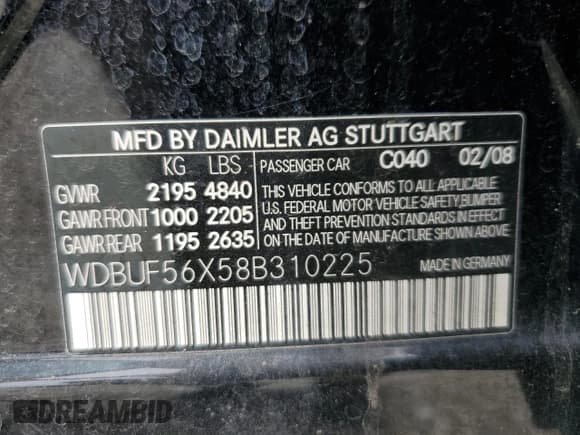 MFD BY DAIMLER AG STUTTGART
KG LBS PASSENGER CAR C040 02/08
GVWR 2195 4840 THIS VEHICLE CONFORMS TO ALL APPLICABLE
GAWR FRONT 1000 2205 U.S. FEDERAL MOTOR VEHICLE SAFETY, BUMPER
AND THEFT PREVENTION STANDARDS IN EFFECT
GAWR REAR 1195 2635 ON THE DATE OF MANUFACTURE SHOWN ABOVE
WDBUF56X58B310225 MADE IN GERMANY
DREAMBID